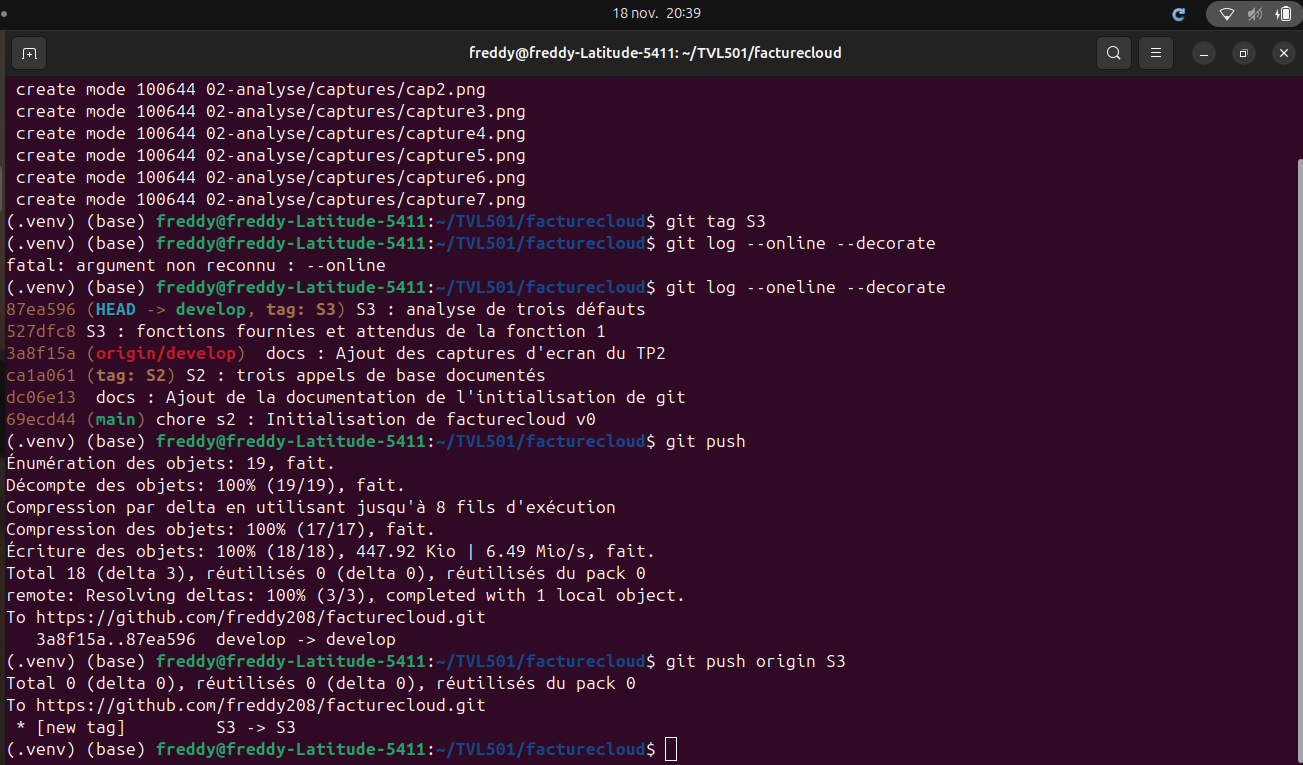 18 nov.  20:39
freddy@freddy-Latitude-5411: ~/TVL501/facturecloud
create mode 100644 02-analyse/captures/cap2.png
create mode 100644 02-analyse/captures/capture3.png
create mode 100644 02-analyse/captures/capture4.png
create mode 100644 02-analyse/captures/capture5.png
create mode 100644 02-analyse/captures/capture6.png
create mode 100644 02-analyse/captures/capture7.png
(.venv) (base) freddy@freddy-Latitude-5411:~/TVL501/facturecloud$ git tag S3
(.venv) (base) freddy@freddy-Latitude-5411:~/TVL501/facturecloud$ git log --online --decorate
fatal: argument non reconnu : --online
(.venv) (base) freddy@freddy-Latitude-5411:~/TVL501/facturecloud$ git log --oneline --decorate
87ea596 (HEAD -> develop, tag: S3) S3 : analyse de trois défauts
527dfc8 S3 : fonctions fournies et attendus de la fonction 1
3a8f15a (origin/develop)  docs : Ajout des captures d'ecran du TP2
ca1a061 (tag: S2) S2 : trois appels de base documentés
dc06e13  docs : Ajout de la documentation de l'initialisation de git
69ecd44 (main) chore s2 : Initialisation de facturecloud v0
(.venv) (base) freddy@freddy-Latitude-5411:~/TVL501/facturecloud$ git push
Énumération des objets: 19, fait.
Décompte des objets: 100% (19/19), fait.
Compression par delta en utilisant jusqu'à 8 fils d'exécution
Compression des objets: 100% (17/17), fait.
Écriture des objets: 100% (18/18), 447.92 Kio | 6.49 Mio/s, fait.
Total 18 (delta 3), réutilisés 0 (delta 0), réutilisés du pack 0
remote: Resolving deltas: 100% (3/3), completed with 1 local object.
To https://github.com/freddy208/facturecloud.git
   3a8f15a..87ea596  develop -> develop
(.venv) (base) freddy@freddy-Latitude-5411:~/TVL501/facturecloud$ git push origin S3
Total 0 (delta 0), réutilisés 0 (delta 0), réutilisés du pack 0
To https://github.com/freddy208/facturecloud.git
 * [new tag]         S3 -> S3
(.venv) (base) freddy@freddy-Latitude-5411:~/TVL501/facturecloud$